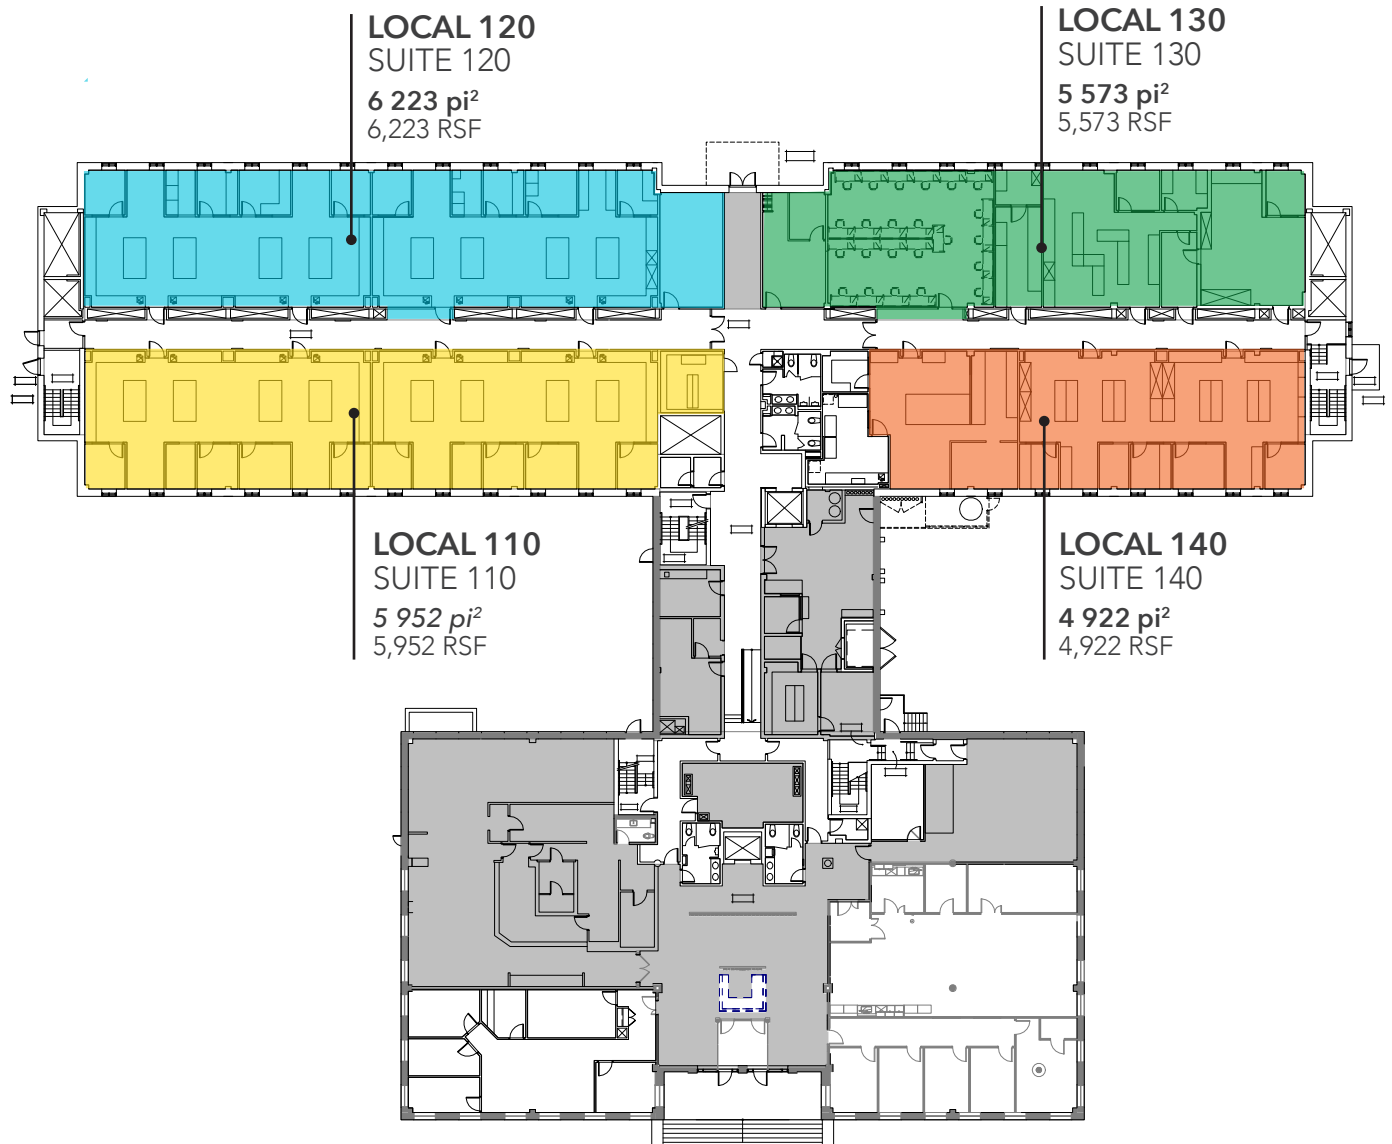 LOCAL 120
SUITE 120
6 223 pi²
6,223 RSF
LOCAL 130
SUITE 130
5 573 pi²
5,573 RSF
LOCAL 110
SUITE 110
5 952 pi²
5,952 RSF
LOCAL 140
SUITE 140
4 922 pi²
4,922 RSF